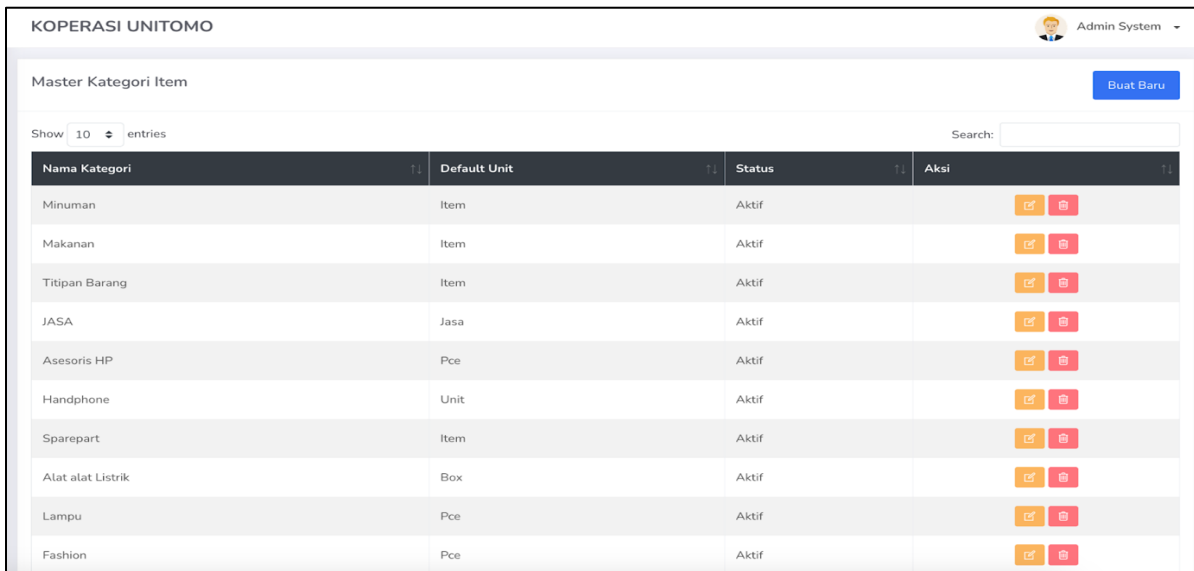 KOPERASI UNITOMO
Admin System
Master Kategori Item
Buat Baru
Show 10 entries
Search:
Nama Kategori Default Unit Status Aksi
Minuman Item Aktif
Makanan Item Aktif
Titipan Barang Item Aktif
JASA Jasa Aktif
Asesoris HP Pce Aktif
Handphone Unit Aktif
Sparepart Item Aktif
Alat alat Listrik Box Aktif
Lampu Pce Aktif
Fashion Pce Aktif